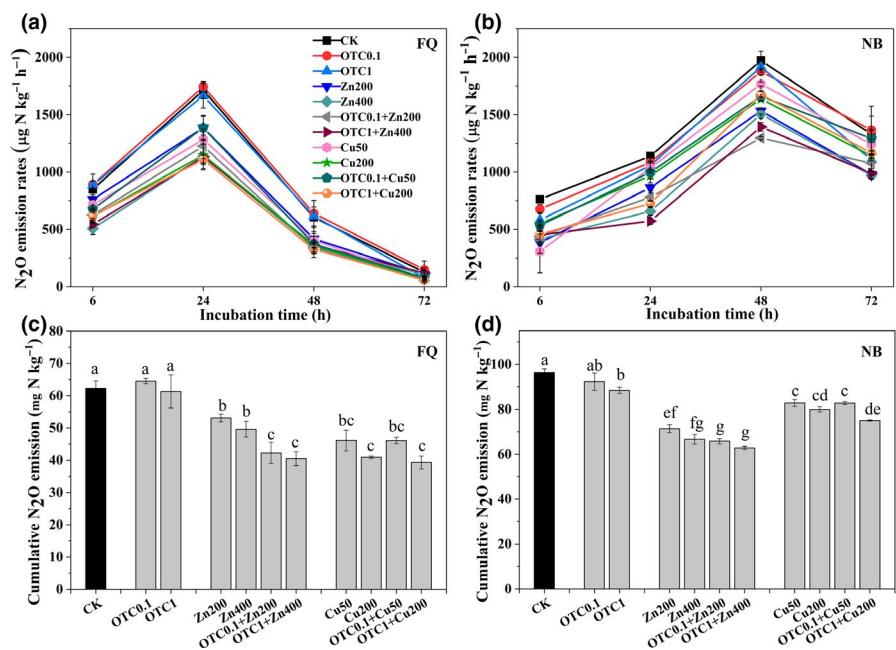 (a)
FQ
N₂O emission rates (μg N kg⁻¹ h⁻¹)
2000
1500
1000
500
0
6
24
48
72
Incubation time (h)
CK
OTC0.1
OTC1
Zn200
Zn400
OTC0.1+Zn200
OTC1+Zn400
Cu50
Cu200
OTC0.1+Cu50
OTC1+Cu200
(b)
NB
N₂O emission rates (μg N kg⁻¹ h⁻¹)
2000
1500
1000
500
0
6
24
48
72
Incubation time (h)
(c)
FQ
Cumulative N₂O emission (mg N kg⁻¹)
80
70
60
50
40
30
20
10
0
a
a
a
b
b
c
c
bc
c
bc
c
CK
OTC0.1
OTC1
Zn200
Zn400
OTC0.1+Zn200
OTC1+Zn400
Cu50
Cu200
OTC0.1+Cu50
OTC1+Cu200
(d)
NB
Cumulative N₂O emission (mg N kg⁻¹)
100
80
60
40
20
0
a
ab
b
ef
fg
g
g
c
cd
c
de
CK
OTC0.1
OTC1
Zn200
Zn400
OTC0.1+Zn200
OTC1+Zn400
Cu50
Cu200
OTC0.1+Cu50
OTC1+Cu200